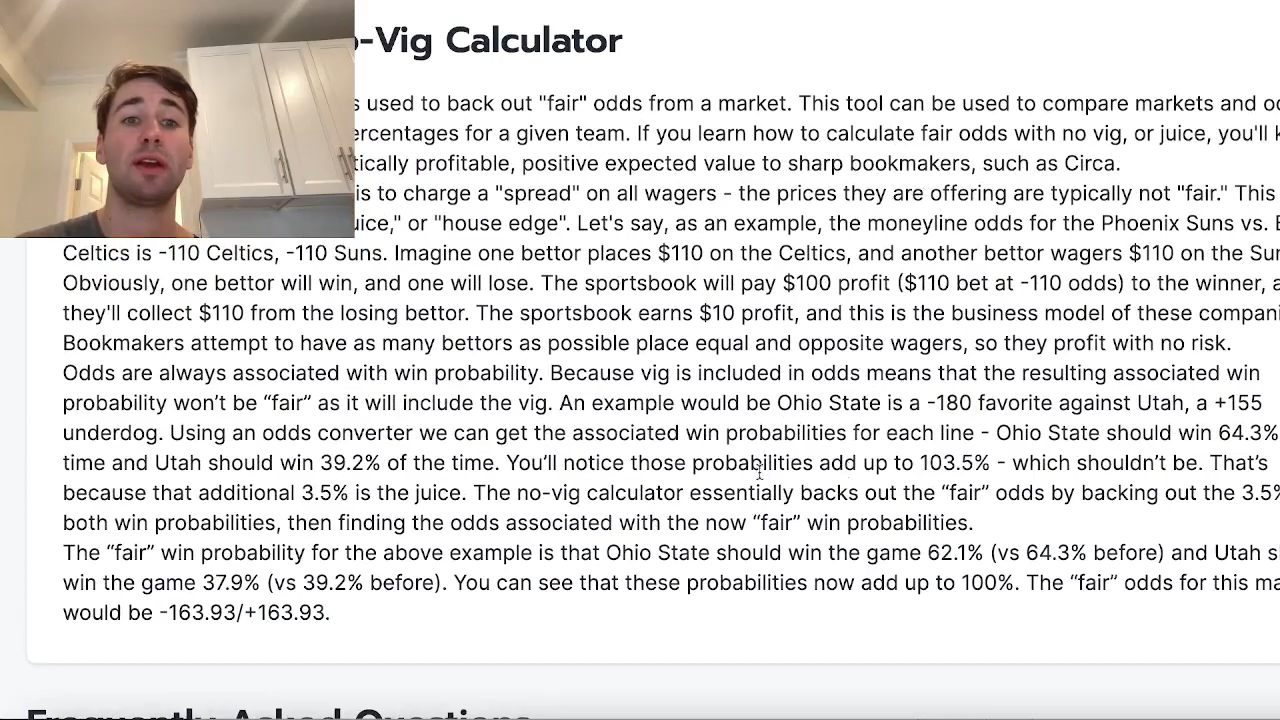 -Vig Calculator
used to back out "fair" odds from a market. This tool can be used to compare markets and
for a given team. If you learn how to calculate fair odds with no vig, or juice, you'll
profitable, positive expected value to sharp bookmakers, such as Circa.
is to charge a "spread" on all wagers - the prices they are offering are typically not "fair." This
or "house edge". Let's say, as an example, the moneyline odds for the Phoenix Suns vs.
Celtics is -110 Celtics, -110 Suns. Imagine one bettor places $110 on the Celtics, and another bettor wagers $110 on the
Obviously, one bettor will win, and one will lose. The sportsbook will pay $100 profit ($110 bet at -110 odds) to the winner,
they'll collect $110 from the losing bettor. The sportsbook earns $10 profit, and this is the business model of these
Bookmakers attempt to have as many bettors as possible place equal and opposite wagers, so they profit with no risk.
Odds are always associated with win probability. Because vig is included in odds means that the resulting associated win
probability won’t be “fair” as it will include the vig. An example would be Ohio State is a -180 favorite against Utah, a +155
underdog. Using an odds converter we can get the associated win probabilities for each line - Ohio State should win 64.3%
time and Utah should win 39.2% of the time. You’ll notice those probabilities add up to 103.5% - which shouldn’t be. That’s
because that additional 3.5% is the juice. The no-vig calculator essentially backs out the “fair” odds by backing out the 3.5%
both win probabilities, then finding the odds associated with the now “fair” win probabilities.
The “fair” win probability for the above example is that Ohio State should win the game 62.1% (vs 64.3% before) and Utah
win the game 37.9% (vs 39.2% before). You can see that these probabilities now add up to 100%. The “fair” odds for this
would be -163.93/+163.93.
Frequently Asked Questions